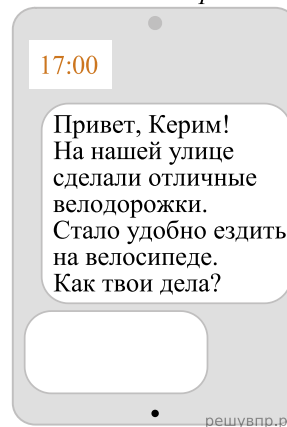 17:00
Привет, Керим!
На нашей улице
сделали отличные
велодорожки.
Стало удобно ездить
на велосипеде.
Как твои дела?
решувпр.р